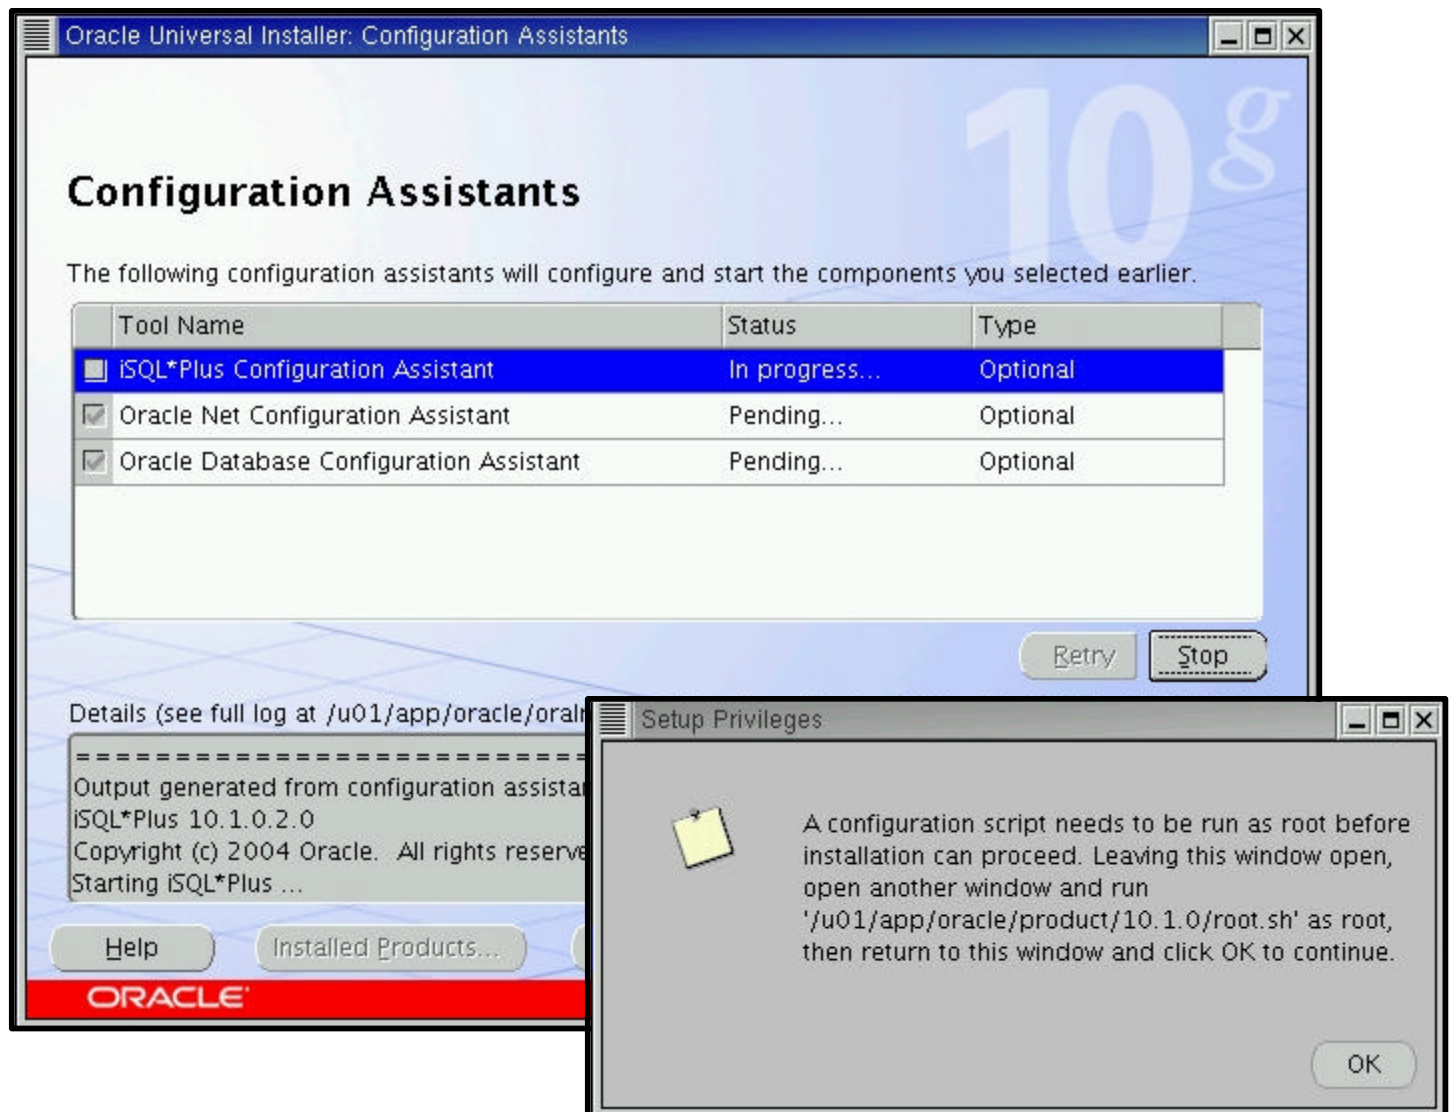 Oracle Universal Installer: Configuration Assistants
10g
Configuration Assistants
The following configuration assistants will configure and start the components you selected earlier.
Tool Name Status Type
iSQL*Plus Configuration Assistant In progress... Optional
Oracle Net Configuration Assistant Pending... Optional
Oracle Database Configuration Assistant Pending... Optional
Retry Stop
Details (see full log at /u01/app/oracle/oraIn
==========================
Output generated from configuration assista
iSQL*Plus 10.1.0.2.0
Copyright (c) 2004 Oracle. All rights reserve
Starting iSQL*Plus ...
Help Installed Products...
ORACLE
Setup Privileges
A configuration script needs to be run as root before
installation can proceed. Leaving this window open,
open another window and run
'/u01/app/oracle/product/10.1.0/root.sh' as root,
then return to this window and click OK to continue.
OK